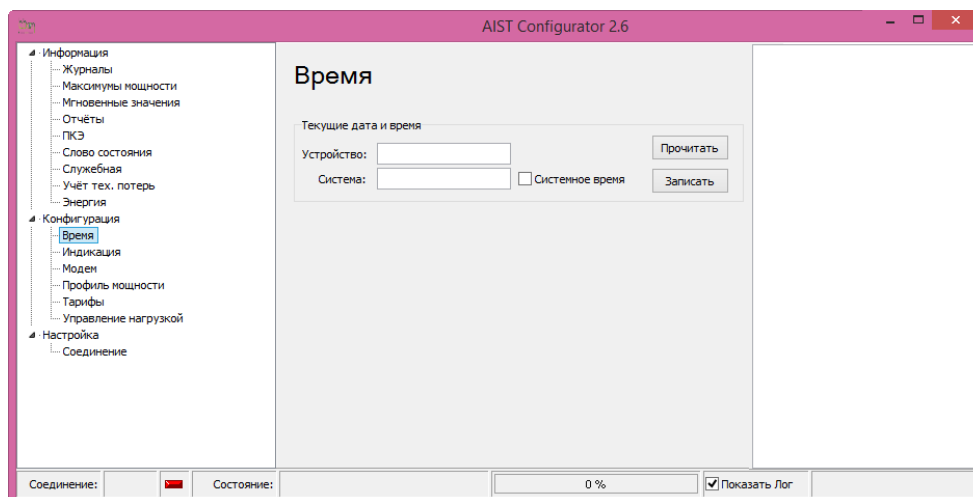 AIST Configurator 2.6
Информация
Журналы
Максимумы мощности
Мгновенные значения
Отчёты
ПКЭ
Слово состояния
Служебная
Учёт тех. потерь
Энергия
Конфигурация
Время
Индикация
Модем
Профиль мощности
Тарифы
Управление нагрузкой
Настройка
Соединение
Время
Текущие дата и время
Устройство:
Прочитать
Система:
Системное время
Записать
Соединение:
Состояние:
0 %
Показать Лог